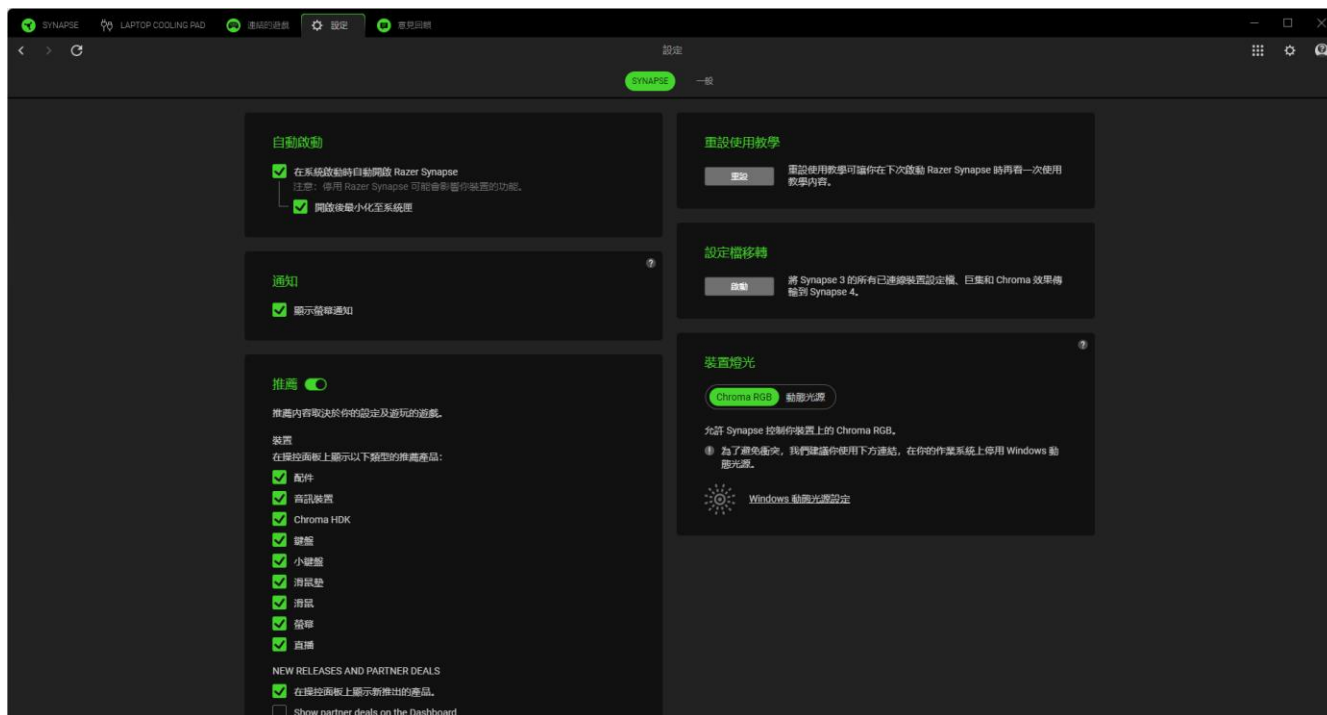 SYNAPSE
LAPTOP COOLING PAD
連結的遊戲
設定
意見回饋
設定
SYNAPSE
一般
自動啟動
在系統啟動時自動開啟 Razer Synapse
注意：停用 Razer Synapse 可能會影響你裝置的功能。
開啟後最小化至系統匣
通知
顯示螢幕通知
推薦
推薦內容取決於你的設定及遊玩的遊戲。
裝置
在操控面板上顯示以下類型的推薦產品：
配件
音訊裝置
Chroma HDK
鍵盤
小鍵盤
滑鼠墊
滑鼠
螢幕
直播
NEW RELEASES AND PARTNER DEALS
在操控面板上顯示新推出的產品。
Show partner deals on the Dashboard
重設使用教學
重設
重設使用教學可讓你在下次啟動 Razer Synapse 時再看一次使用
教學內容。
設定檔移轉
啟動
將 Synapse 3 的所有已連線裝置設定檔、巨集和 Chroma 效果傳
輸到 Synapse 4。
裝置燈光
Chroma RGB
動態光源
允許 Synapse 控制你裝置上的 Chroma RGB。
為了避免衝突，我們建議你使用下方連結，在你的作業系統上停用 Windows 動
態光源。
Windows 動態光源設定